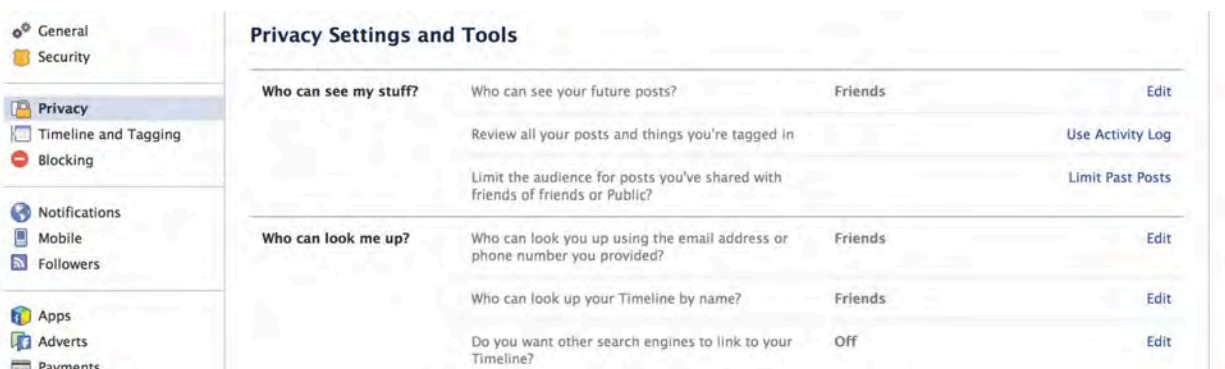 General
Security
Privacy
Timeline and Tagging
Blocking
Notifications
Mobile
Followers
Apps
Adverts
Payments
Privacy Settings and Tools
Who can see my stuff?
Who can see your future posts?
Friends
Edit
Review all your posts and things you're tagged in
Use Activity Log
Limit the audience for posts you've shared with
friends of friends or Public?
Limit Past Posts
Who can look me up?
Who can look you up using the email address or
phone number you provided?
Friends
Edit
Who can look up your Timeline by name?
Friends
Edit
Do you want other search engines to link to your
Timeline?
Off
Edit